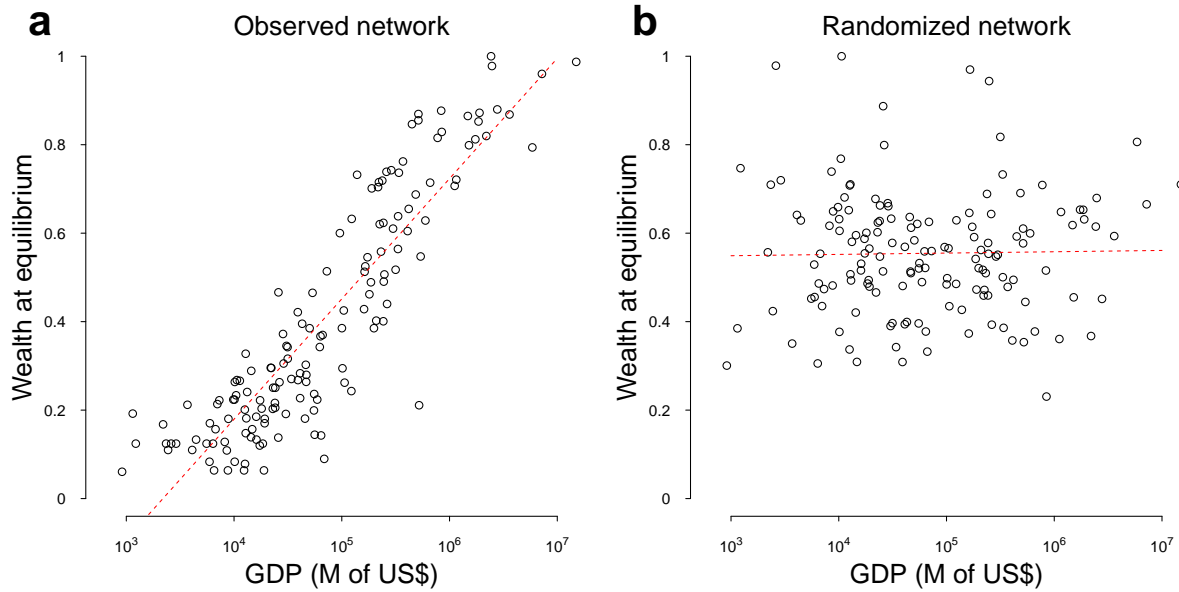 a
Observed network
Wealth at equilibrium
1
0.8
0.6
0.4
0.2
0
10³ 10⁴ 10⁵ 10⁶ 10⁷
GDP (M of US$)
b
Randomized network
Wealth at equilibrium
1
0.8
0.6
0.4
0.2
0
10³ 10⁴ 10⁵ 10⁶ 10⁷
GDP (M of US$)